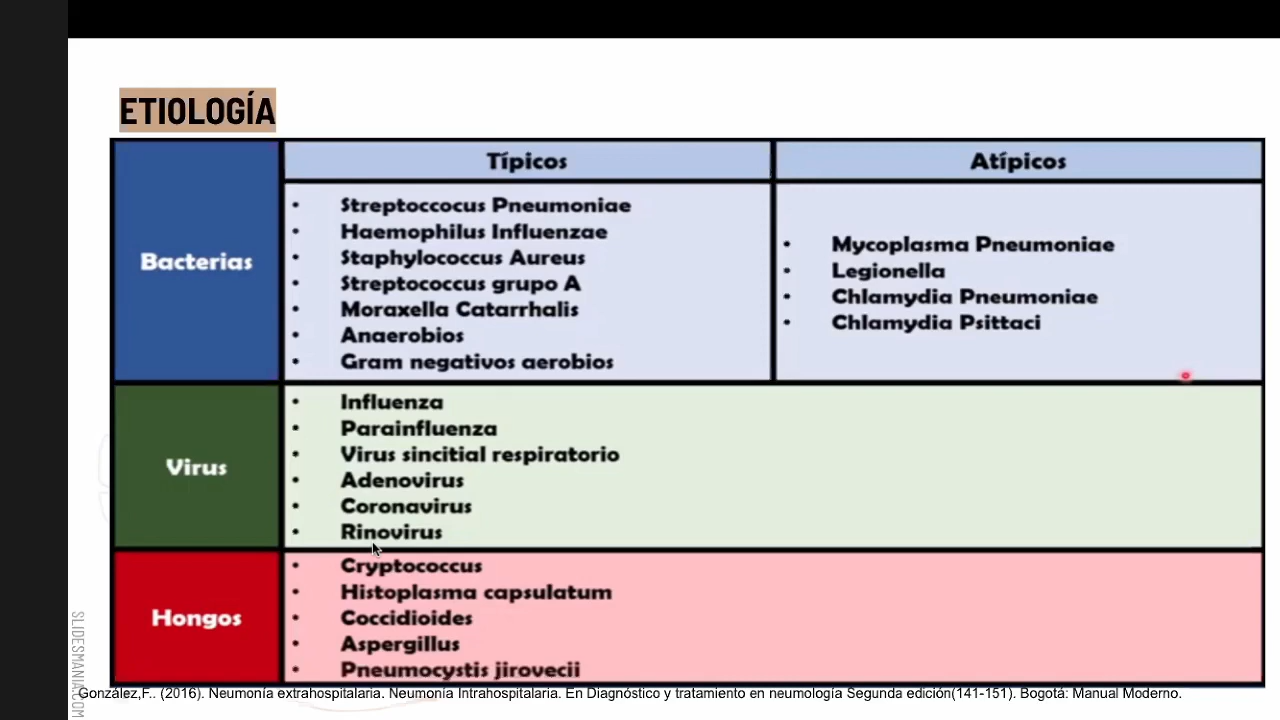 ETIOLOGÍA
Típicos
Atípicos
Bacterias
• Streptoccocus Pneumoniae
• Haemophilus Influenzae
• Staphylococcus Aureus
• Streptococcus grupo A
• Moraxella Catarrhalis
• Anaerobios
• Gram negativos aerobios
• Mycoplasma Pneumoniae
• Legionella
• Chlamydia Pneumoniae
• Chlamydia Psittaci
Virus
• Influenza
• Parainfluenza
• Virus sincitial respiratorio
• Adenovirus
• Coronavirus
• Rinovirus
Hongos
• Cryptococcus
• Histoplasma capsulatum
• Coccidioides
• Aspergillus
• Pneumocystis jirovecii
González,F.. (2016). Neumonía extrahospitalaria. Neumonía Intrahospitalaria. En Diagnóstico y tratamiento en neumología Segunda edición(141-151). Bogotá: Manual Moderno.
SLIDESMANIA.COM